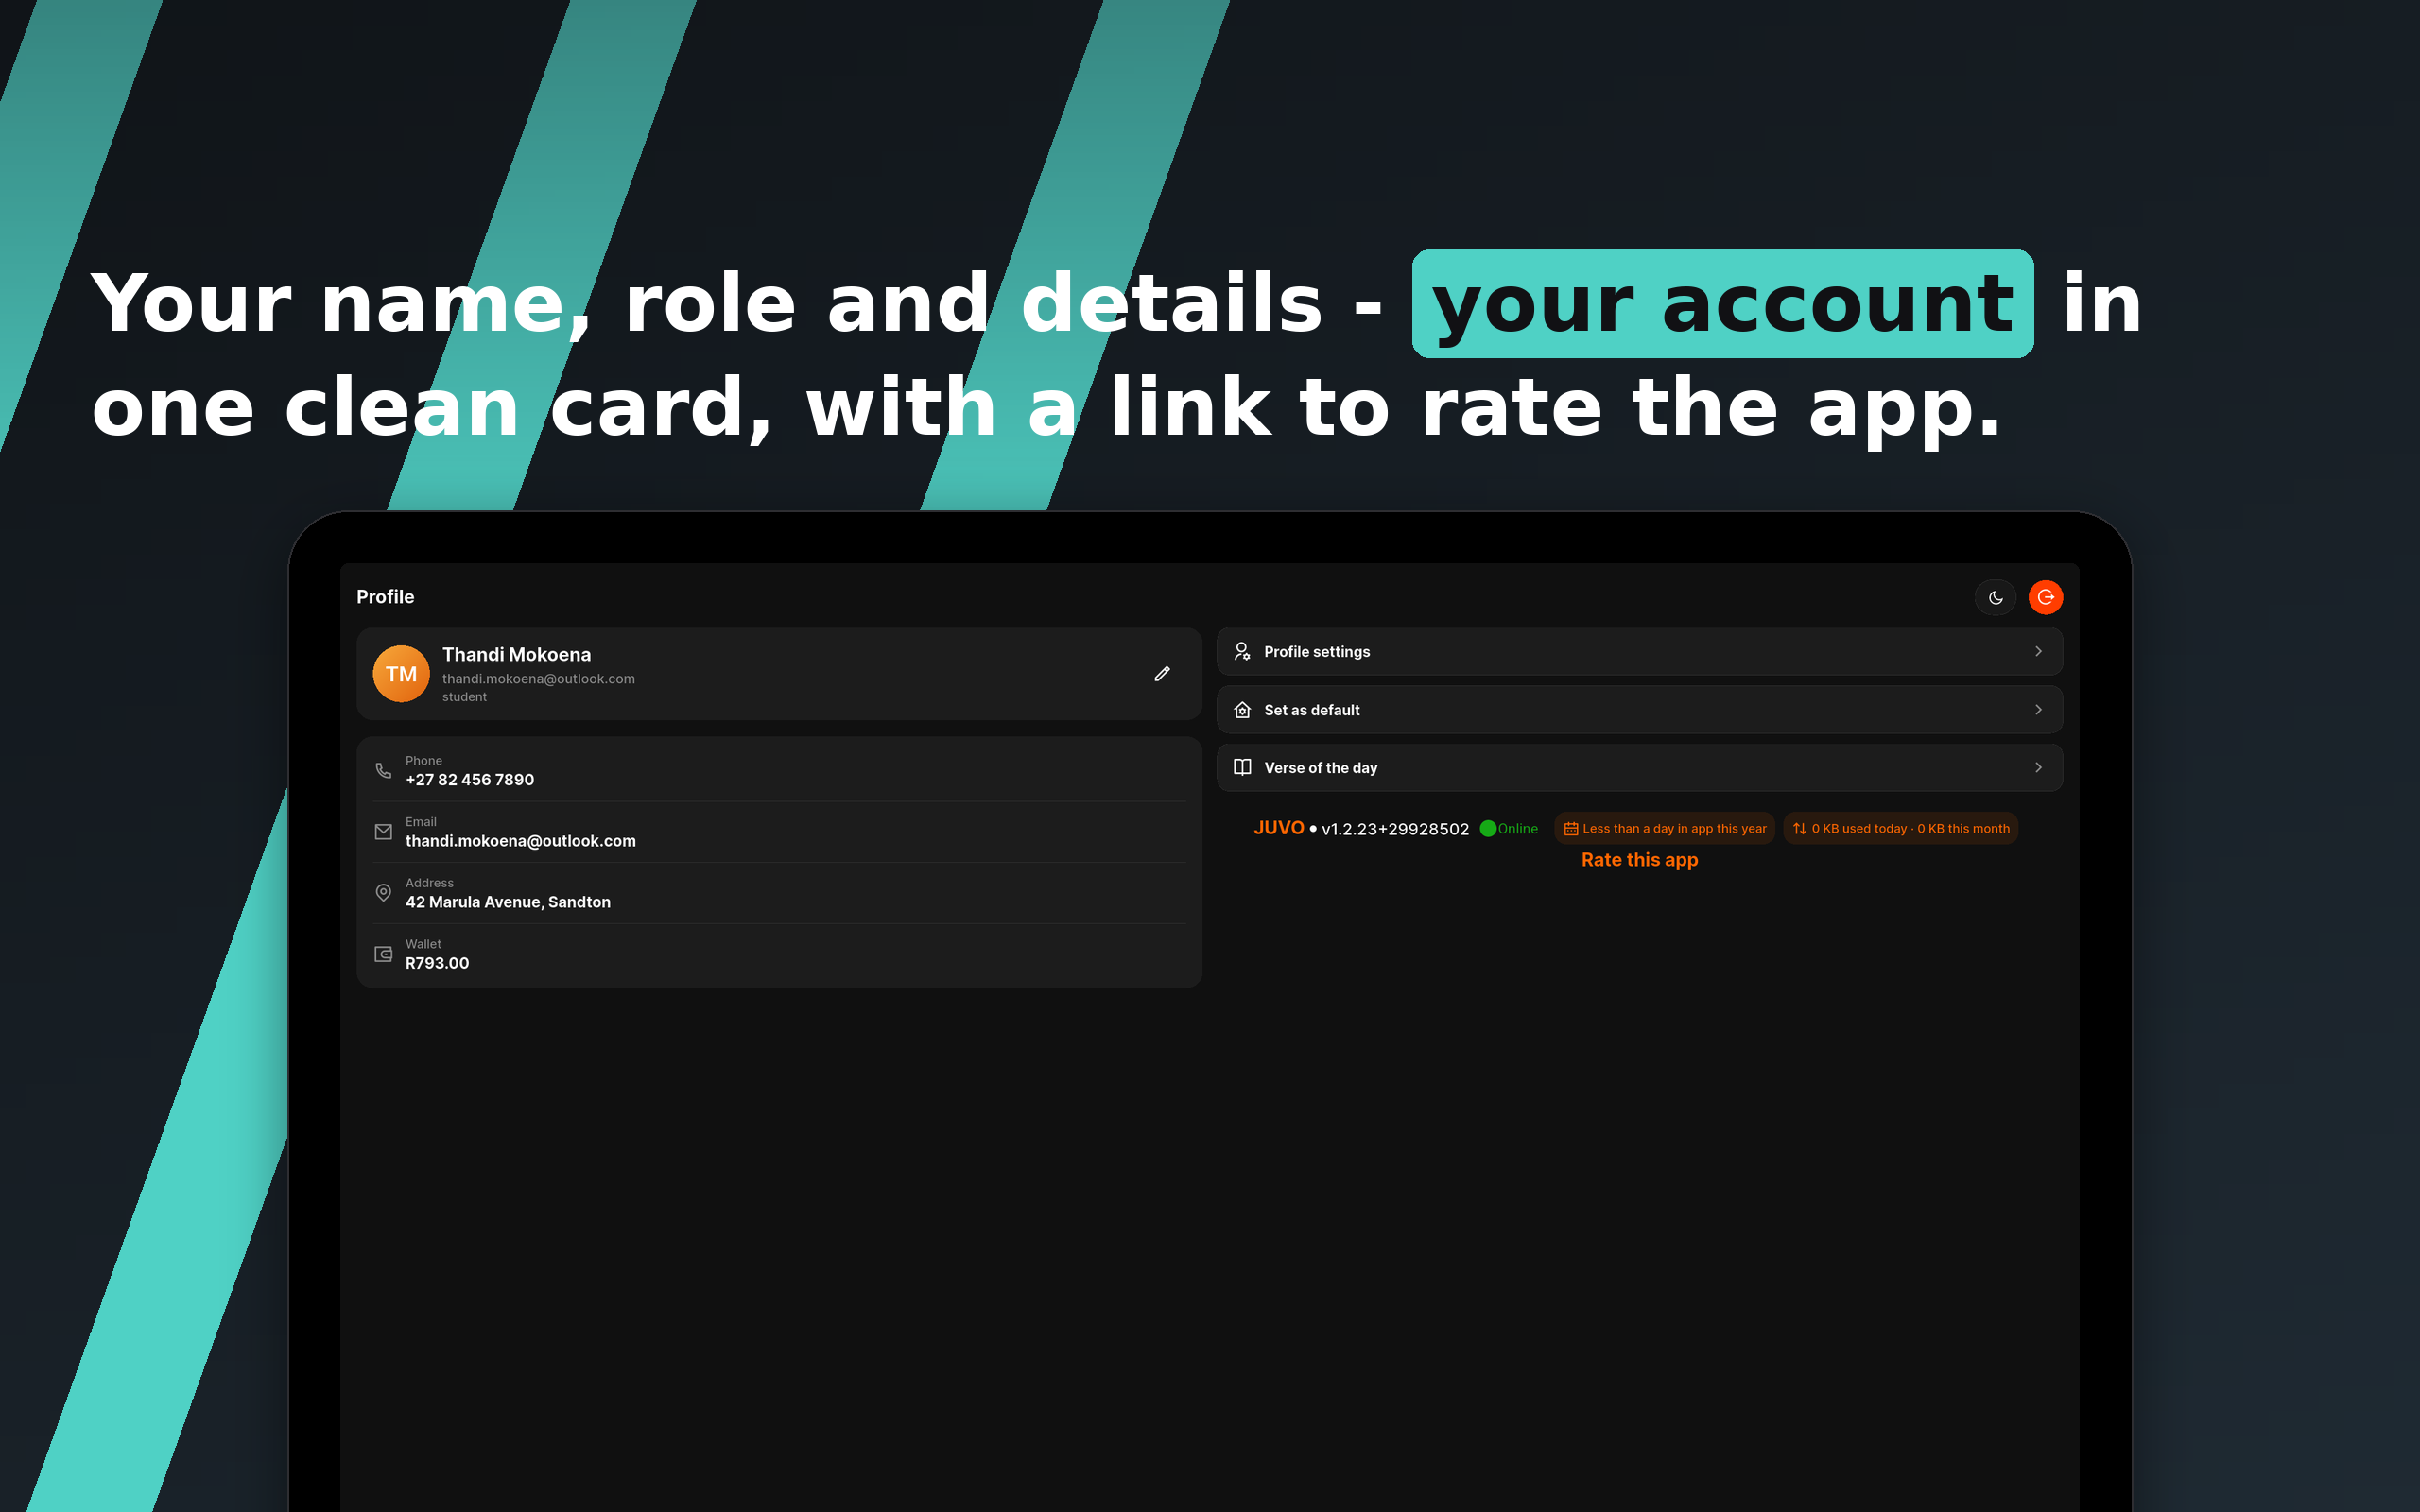 Your name, role and details - your account in
one clean card, with a link to rate the app.
Profile
TM
Thandi Mokoena
thandi.mokoena@outlook.com
student
Phone
+27 82 456 7890
Email
thandi.mokoena@outlook.com
Address
42 Marula Avenue, Sandton
Wallet
R793.00
Profile settings
Set as default
Verse of the day
JUVO • v1.2.23+29928502 Online Less than a day in app this year 0 KB used today · 0 KB this month
Rate this app